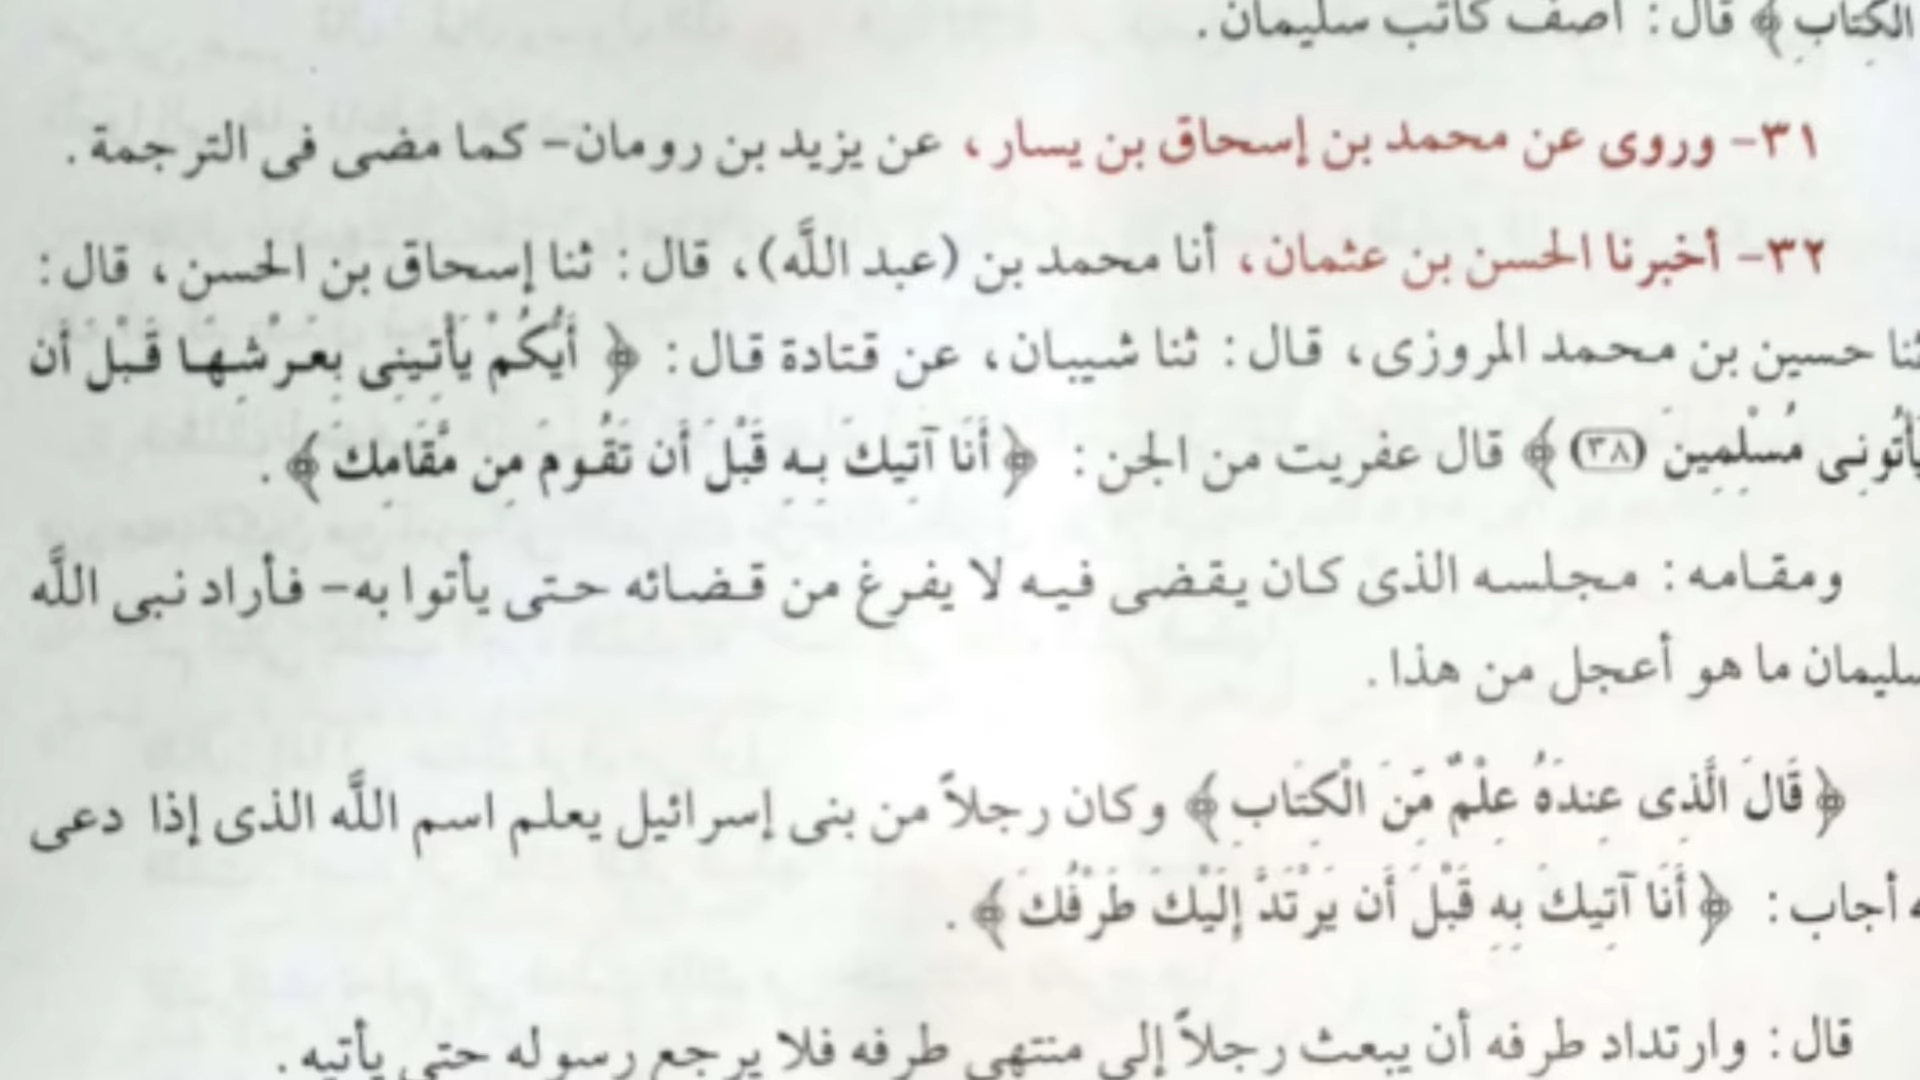 الْكِتَابِ﴾ قال: آصف كاتب سليمان.
٣١- وروى عن محمد بن إسحاق بن يسار، عن يزيد بن رومان- كما مضى فى الترجمة.
٣٢- أخبرنا الحسن بن عثمان، أنا محمد بن (عبد اللَّه)، قال: ثنا إسحاق بن الحسن، قال:
ثنا حسين بن محمد المروزى، قال: ثنا شيبان، عن قتادة قال: ﴿أَيُّكُمْ يَأْتِينِى بِعَرْشِهَا قَبْلَ أَن
يَأْتُونِى مُسْلِمِينَ (٣٨)﴾ قال عفريت من الجن: ﴿أَنَا آتِيكَ بِهِ قَبْلَ أَن تَقُومَ مِن مَّقَامِكَ﴾.
ومقامه: مجلسه الذى كان يقضى فيه لا يفرغ من قضائه حتى يأتوا به- فأراد نبى اللَّه
سليمان ما هو أعجل من هذا.
﴿قَالَ الَّذِى عِندَهُ عِلْمٌ مِّنَ الْكِتَابِ﴾ وكان رجلاً من بنى إسرائيل يعلم اسم اللَّه الذى إذا دعى
أجاب: ﴿أَنَا آتِيكَ بِهِ قَبْلَ أَن يَرْتَدَّ إِلَيْكَ طَرْفُكَ﴾.
قال: وارتداد طرفه أن يبعث رجلاً إلى منتهى طرفه فلا يرجع رسوله حتى يأتيه.